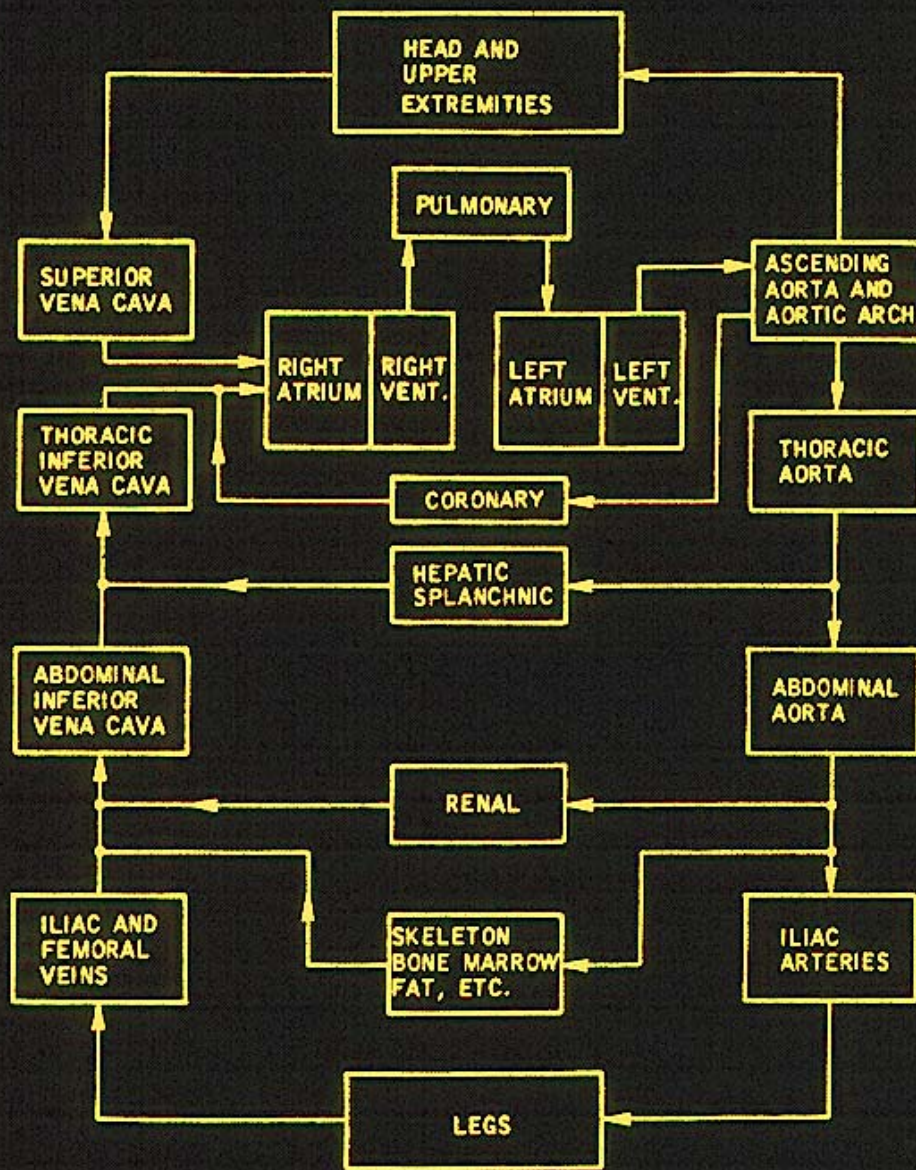 HEAD AND
UPPER
EXTREMITIES
PULMONARY
SUPERIOR
VENA CAVA
ASCENDING
AORTA AND
AORTIC ARCH
RIGHT
ATRIUM
RIGHT
VENT.
LEFT
ATRIUM
LEFT
VENT.
THORACIC
INFERIOR
VENA CAVA
THORACIC
AORTA
CORONARY
HEPATIC
SPLANCHNIC
ABDOMINAL
INFERIOR
VENA CAVA
ABDOMINAL
AORTA
RENAL
ILIAC AND
FEMORAL
VEINS
SKELETON
BONE MARROW
FAT, ETC.
ILIAC
ARTERIES
LEGS